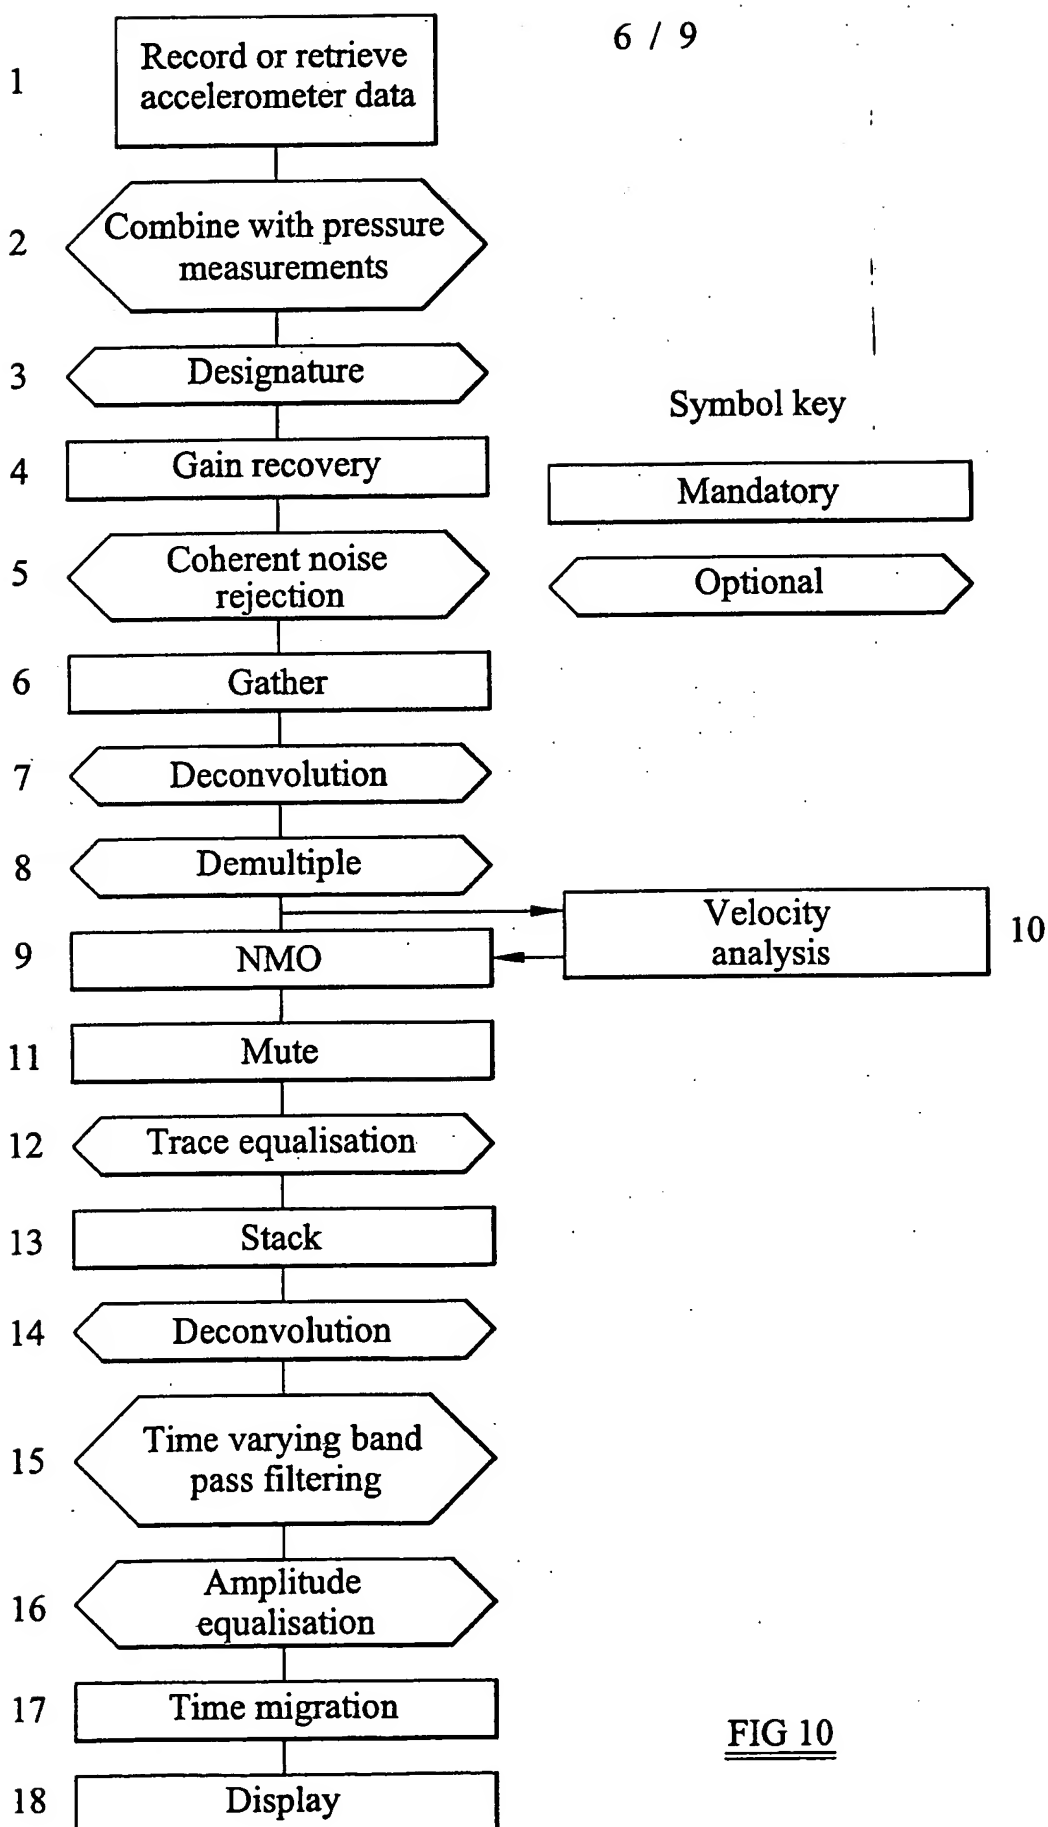 6 / 9
1
Record or retrieve
accelerometer data
2
Combine with pressure
measurements
3
Designature
Symbol key
4
Gain recovery
Mandatory
5
Coherent noise
rejection
Optional
6
Gather
7
Deconvolution
8
Demultiple
Velocity
analysis
10
9
NMO
11
Mute
12
Trace equalisation
13
Stack
14
Deconvolution
15
Time varying band
pass filtering
16
Amplitude
equalisation
17
Time migration
FIG 10
18
Display